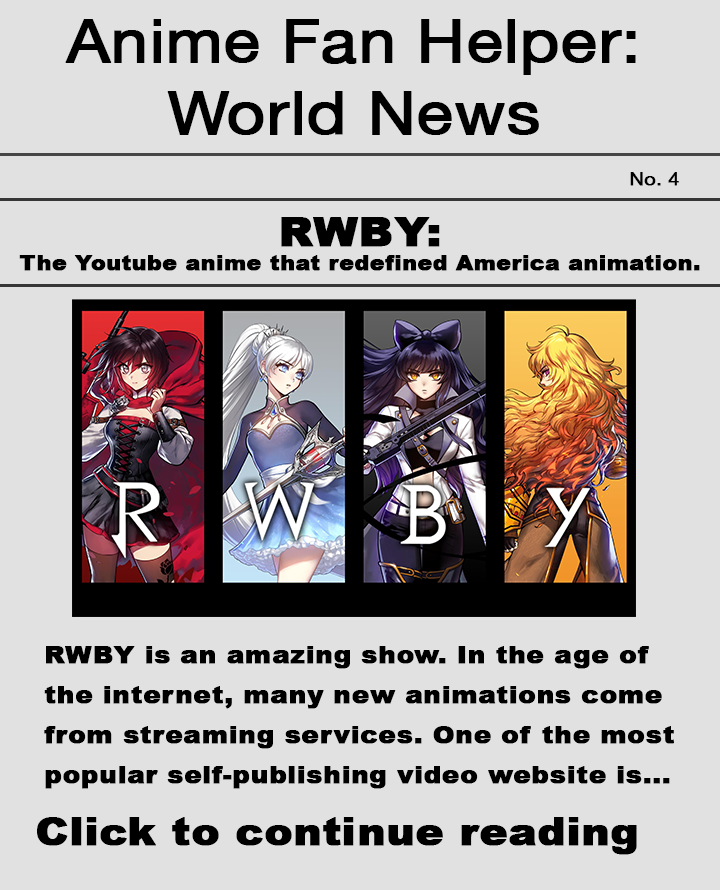 Anime Fan Helper:
World News
No. 4
RWBY:
The Youtube anime that redefined America animation.
R W B Y
RWBY is an amazing show. In the age of
the internet, many new animations come
from streaming services. One of the most
popular self-publishing video website is...
Click to continue reading